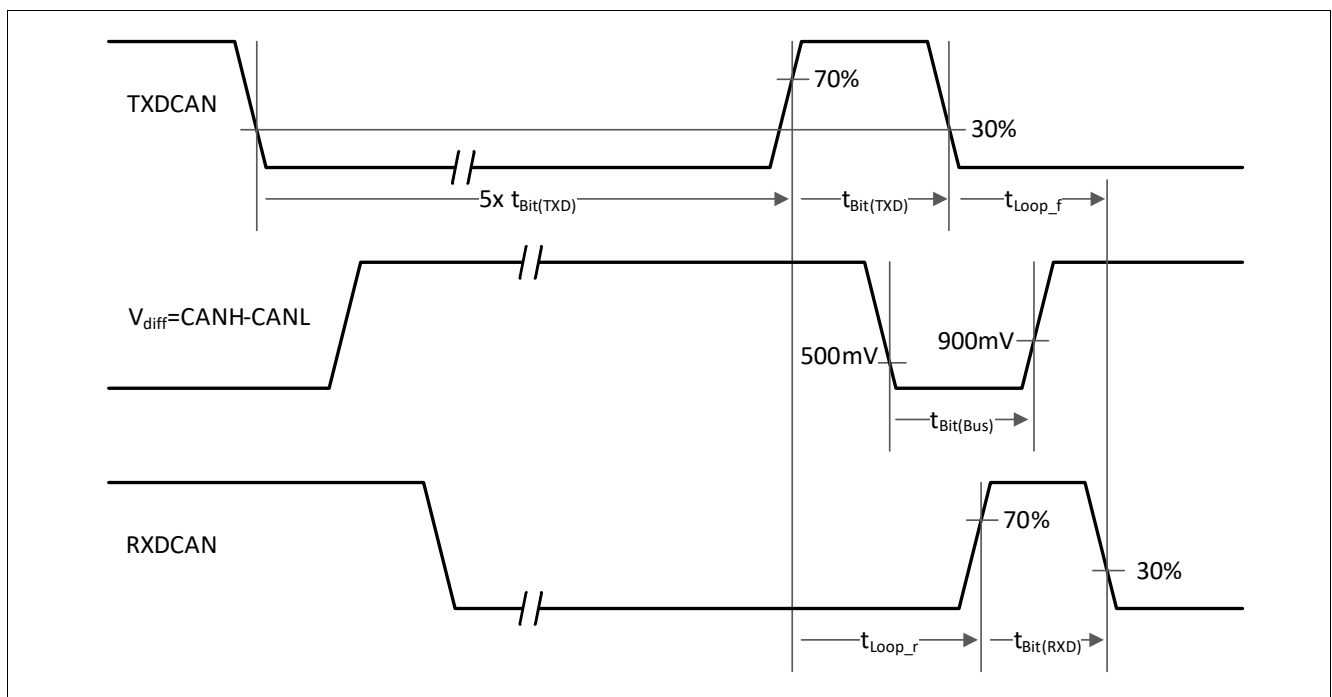 TXDCAN
70%
30%
5x tBit(TXD)
tBit(TXD)
tLoop_f
Vdiff=CANH-CANL
500mV
900mV
tBit(Bus)
RXDCAN
70%
30%
tLoop_r
tBit(RXD)